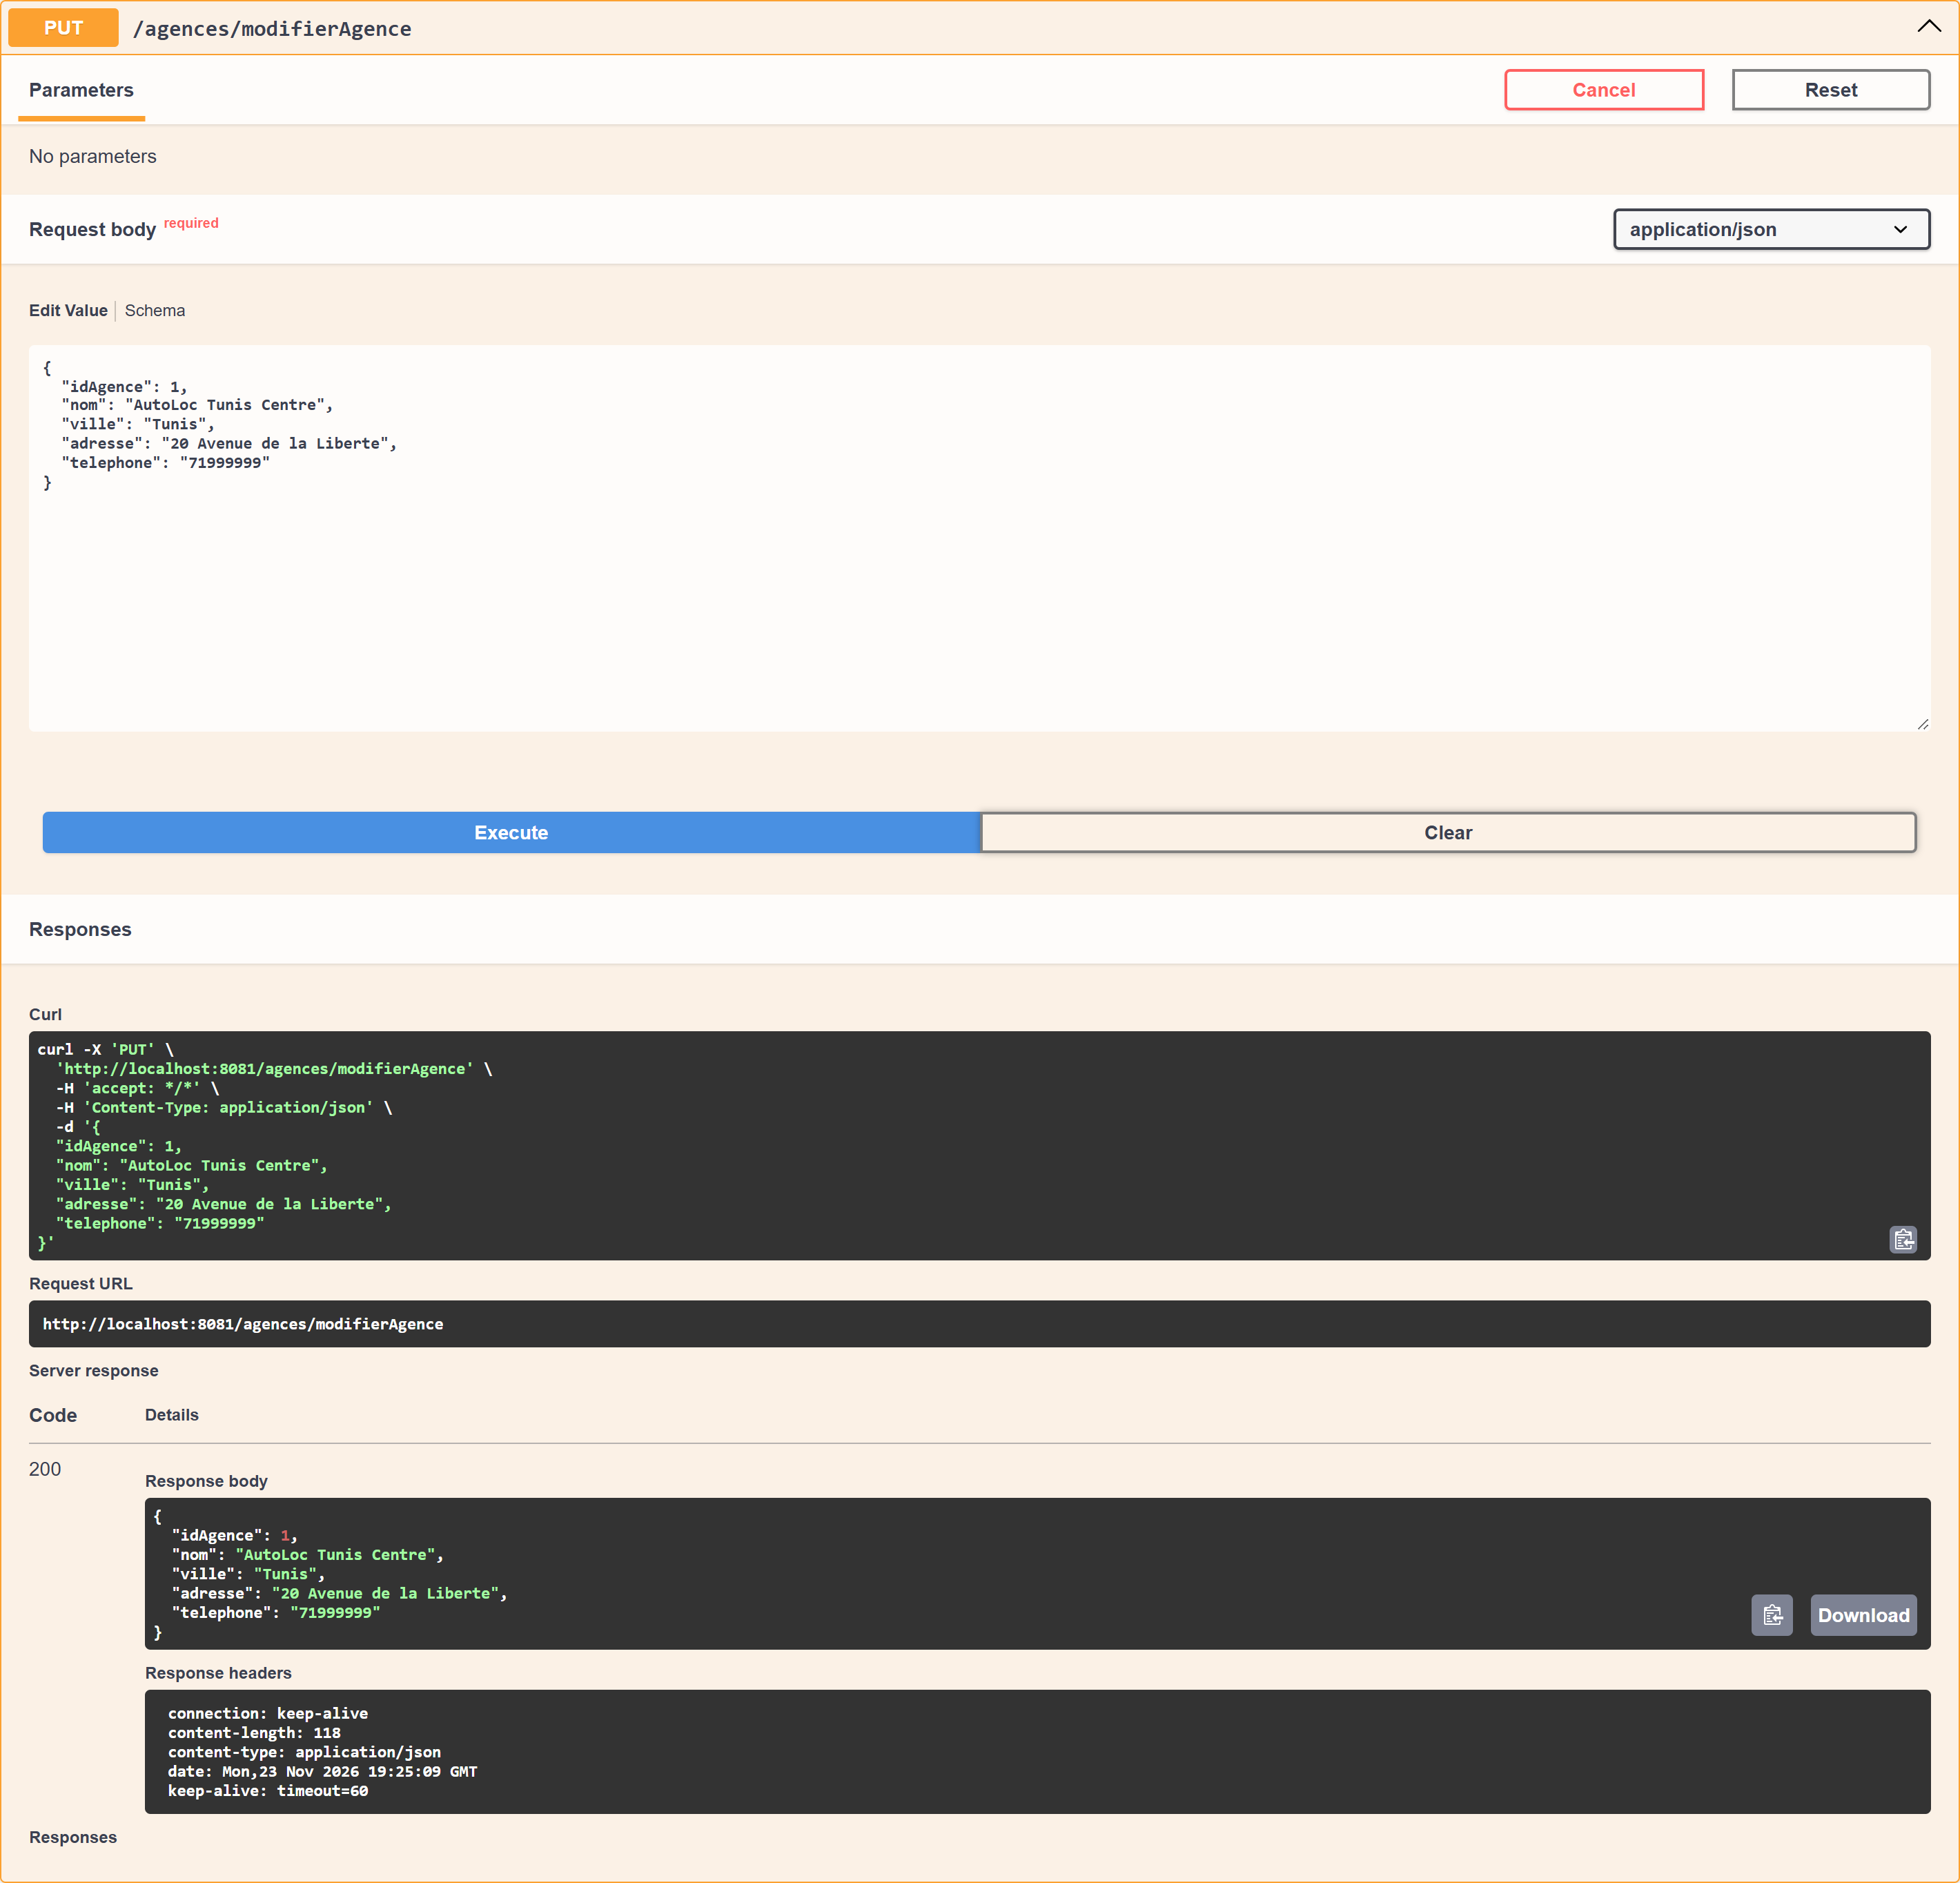 PUT /agences/modifierAgence
Parameters
Cancel
Reset
No parameters
Request body required
application/json
Edit Value | Schema
{
  "idAgence": 1,
  "nom": "AutoLoc Tunis Centre",
  "ville": "Tunis",
  "adresse": "20 Avenue de la Liberte",
  "telephone": "71999999"
}
Execute
Clear
Responses
Curl
curl -X 'PUT' \
  'http://localhost:8081/agences/modifierAgence' \
  -H 'accept: */*' \
  -H 'Content-Type: application/json' \
  -d '{
  "idAgence": 1,
  "nom": "AutoLoc Tunis Centre",
  "ville": "Tunis",
  "adresse": "20 Avenue de la Liberte",
  "telephone": "71999999"
}'
Request URL
http://localhost:8081/agences/modifierAgence
Server response
Code Details
200
Response body
{
  "idAgence": 1,
  "nom": "AutoLoc Tunis Centre",
  "ville": "Tunis",
  "adresse": "20 Avenue de la Liberte",
  "telephone": "71999999"
}
Download
Response headers
connection: keep-alive
content-length: 118
content-type: application/json
date: Mon,23 Nov 2026 19:25:09 GMT
keep-alive: timeout=60
Responses